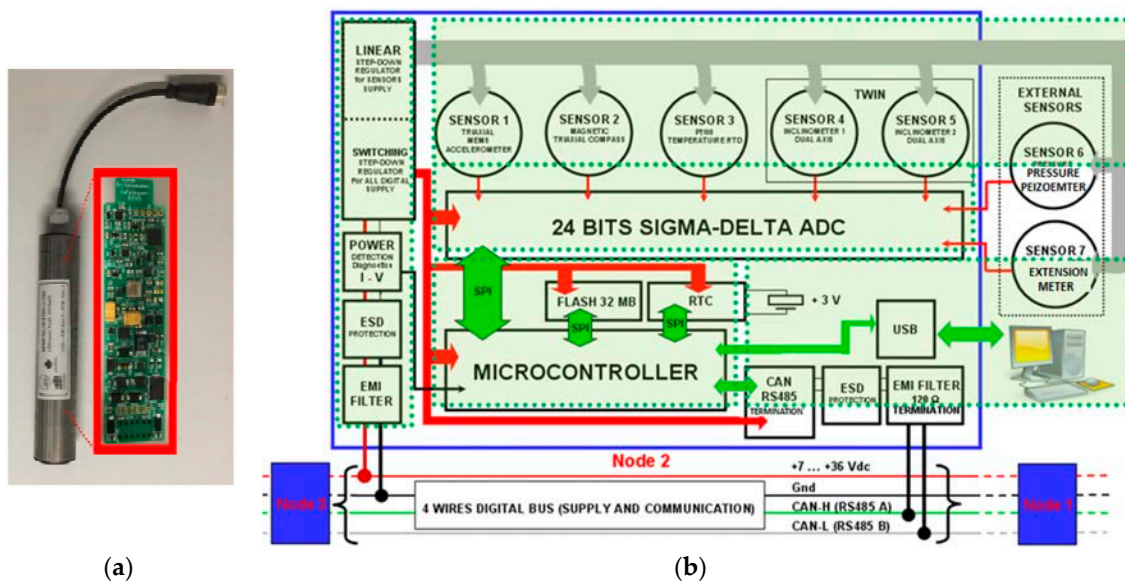 LINEAR
STEP-DOWN
REGULATOR
for SENSORS
SUPPLY
SWITCHING
STEP-DOWN
REGULATOR
For ALL DIGITAL
SUPPLY
POWER
DETECTION
Diagnostics
I - V
ESD
PROTECTION
EMI
FILTER
SENSOR 1
TRIAXIAL
MEMS
ACCELEROMETER
SENSOR 2
MAGNETIC
TRIAXIAL COMPASS
SENSOR 3
Pt100
TEMPERATURE RTD
TWIN
SENSOR 4
INCLINOMETER 1
DUAL AXIS
SENSOR 5
INCLINOMETER 2
DUAL AXIS
EXTERNAL
SENSORS
SENSOR 6
PRESSURE
PEIZOEMTER
SENSOR 7
EXTENSION
METER
24 BITS SIGMA-DELTA ADC
SPI
FLASH 32 MB
SPI
RTC
SPI
+ 3 V
USB
MICROCONTROLLER
CAN
RS485
TERMINATION
ESD
PROTECTION
EMI FILTER
120 Ω
TERMINATION
Node 2
Node
4 WIRES DIGITAL BUS (SUPPLY AND COMMUNICATION)
+7 ... +36 Vdc
Gnd
CAN-H (RS485 A)
CAN-L (RS485 B)
Node 1
(a)
(b)